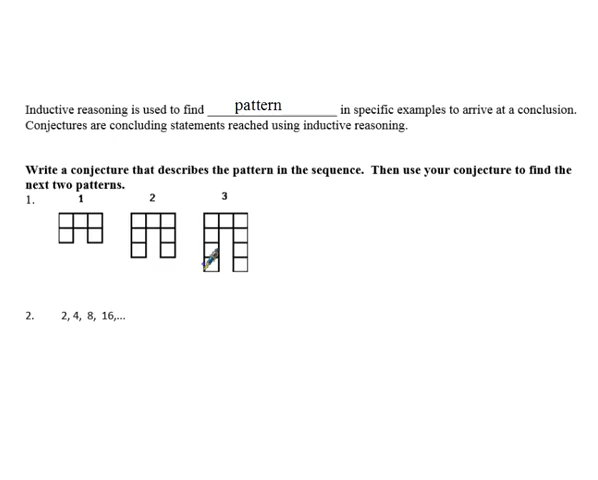 Inductive reasoning is used to find pattern in specific examples to arrive at a conclusion.
Conjectures are concluding statements reached using inductive reasoning.
Write a conjecture that describes the pattern in the sequence. Then use your conjecture to find the
next two patterns.
1. 1 2 3
2. 2, 4, 8, 16,...